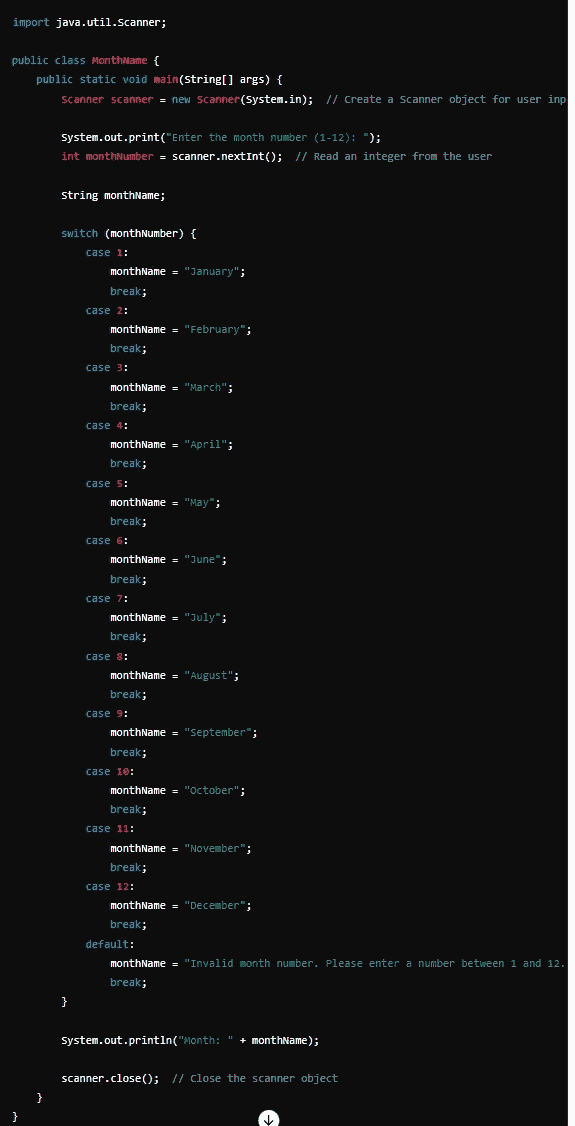 import java.util.Scanner;
public class MonthName {
public static void main(String[] args) {
Scanner scanner = new Scanner(System.in);  // Create a Scanner object for user inp
System.out.print("Enter the month number (1-12): ");
int monthNumber = scanner.nextInt();  // Read an integer from the user
String monthName;
switch (monthNumber) {
case 1:
monthName = "January";
break;
case 2:
monthName = "February";
break;
case 3:
monthName = "March";
break;
case 4:
monthName = "April";
break;
case 5:
monthName = "May";
break;
case 6:
monthName = "June";
break;
case 7:
monthName = "July";
break;
case 8:
monthName = "August";
break;
case 9:
monthName = "September";
break;
case 10:
monthName = "October";
break;
case 11:
monthName = "November";
break;
case 12:
monthName = "December";
break;
default:
monthName = "Invalid month number. Please enter a number between 1 and 12.
break;
}
System.out.println("Month: " + monthName);
scanner.close();  // Close the scanner object
}
}